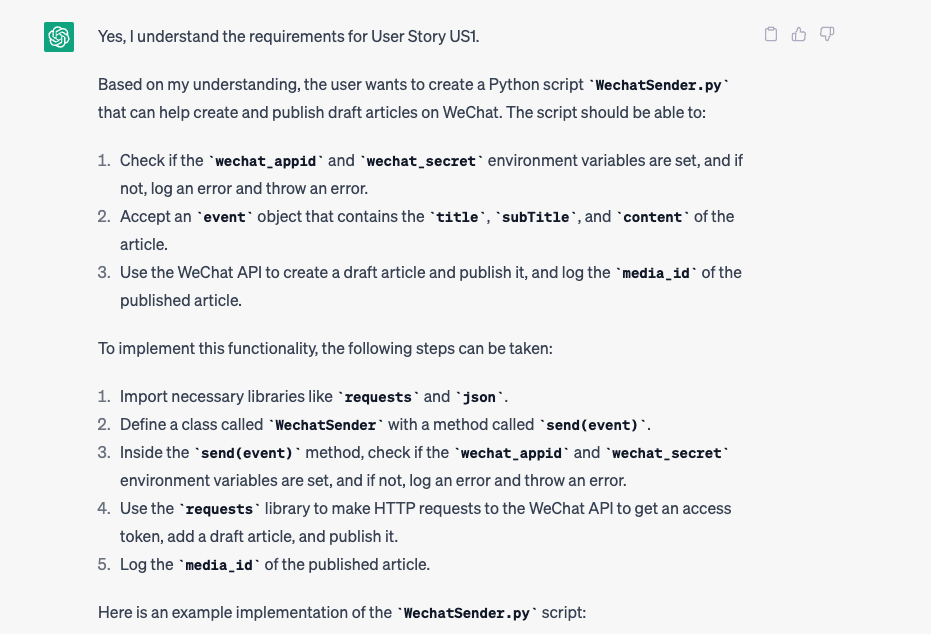 Yes, I understand the requirements for User Story US1.
Based on my understanding, the user wants to create a Python script `WechatSender.py`
that can help create and publish draft articles on WeChat. The script should be able to:
1. Check if the `wechat_appid` and `wechat_secret` environment variables are set, and if
not, log an error and throw an error.
2. Accept an `event` object that contains the `title`, `subTitle`, and `content` of the
article.
3. Use the WeChat API to create a draft article and publish it, and log the `media_id` of the
published article.
To implement this functionality, the following steps can be taken:
1. Import necessary libraries like `requests` and `json`.
2. Define a class called `WechatSender` with a method called `send(event)`.
3. Inside the `send(event)` method, check if the `wechat_appid` and `wechat_secret`
environment variables are set, and if not, log an error and throw an error.
4. Use the `requests` library to make HTTP requests to the WeChat API to get an access
token, add a draft article, and publish it.
5. Log the `media_id` of the published article.
Here is an example implementation of the `WechatSender.py` script: